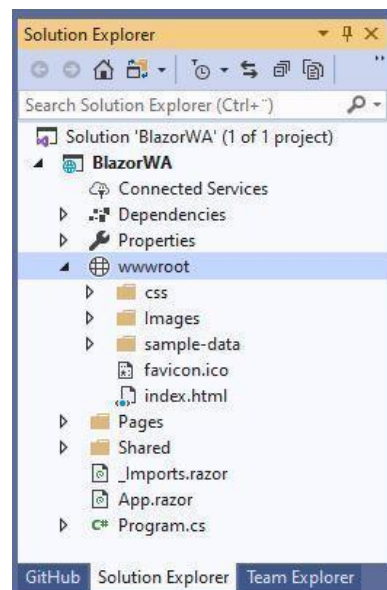 Solution Explorer
Search Solution Explorer (Ctrl+¨)
Solution 'BlazorWA' (1 of 1 project)
BlazorWA
Connected Services
Dependencies
Properties
wwwroot
css
Images
sample-data
favicon.ico
index.html
Pages
Shared
_Imports.razor
App.razor
C# Program.cs
GitHub Solution Explorer Team Explorer